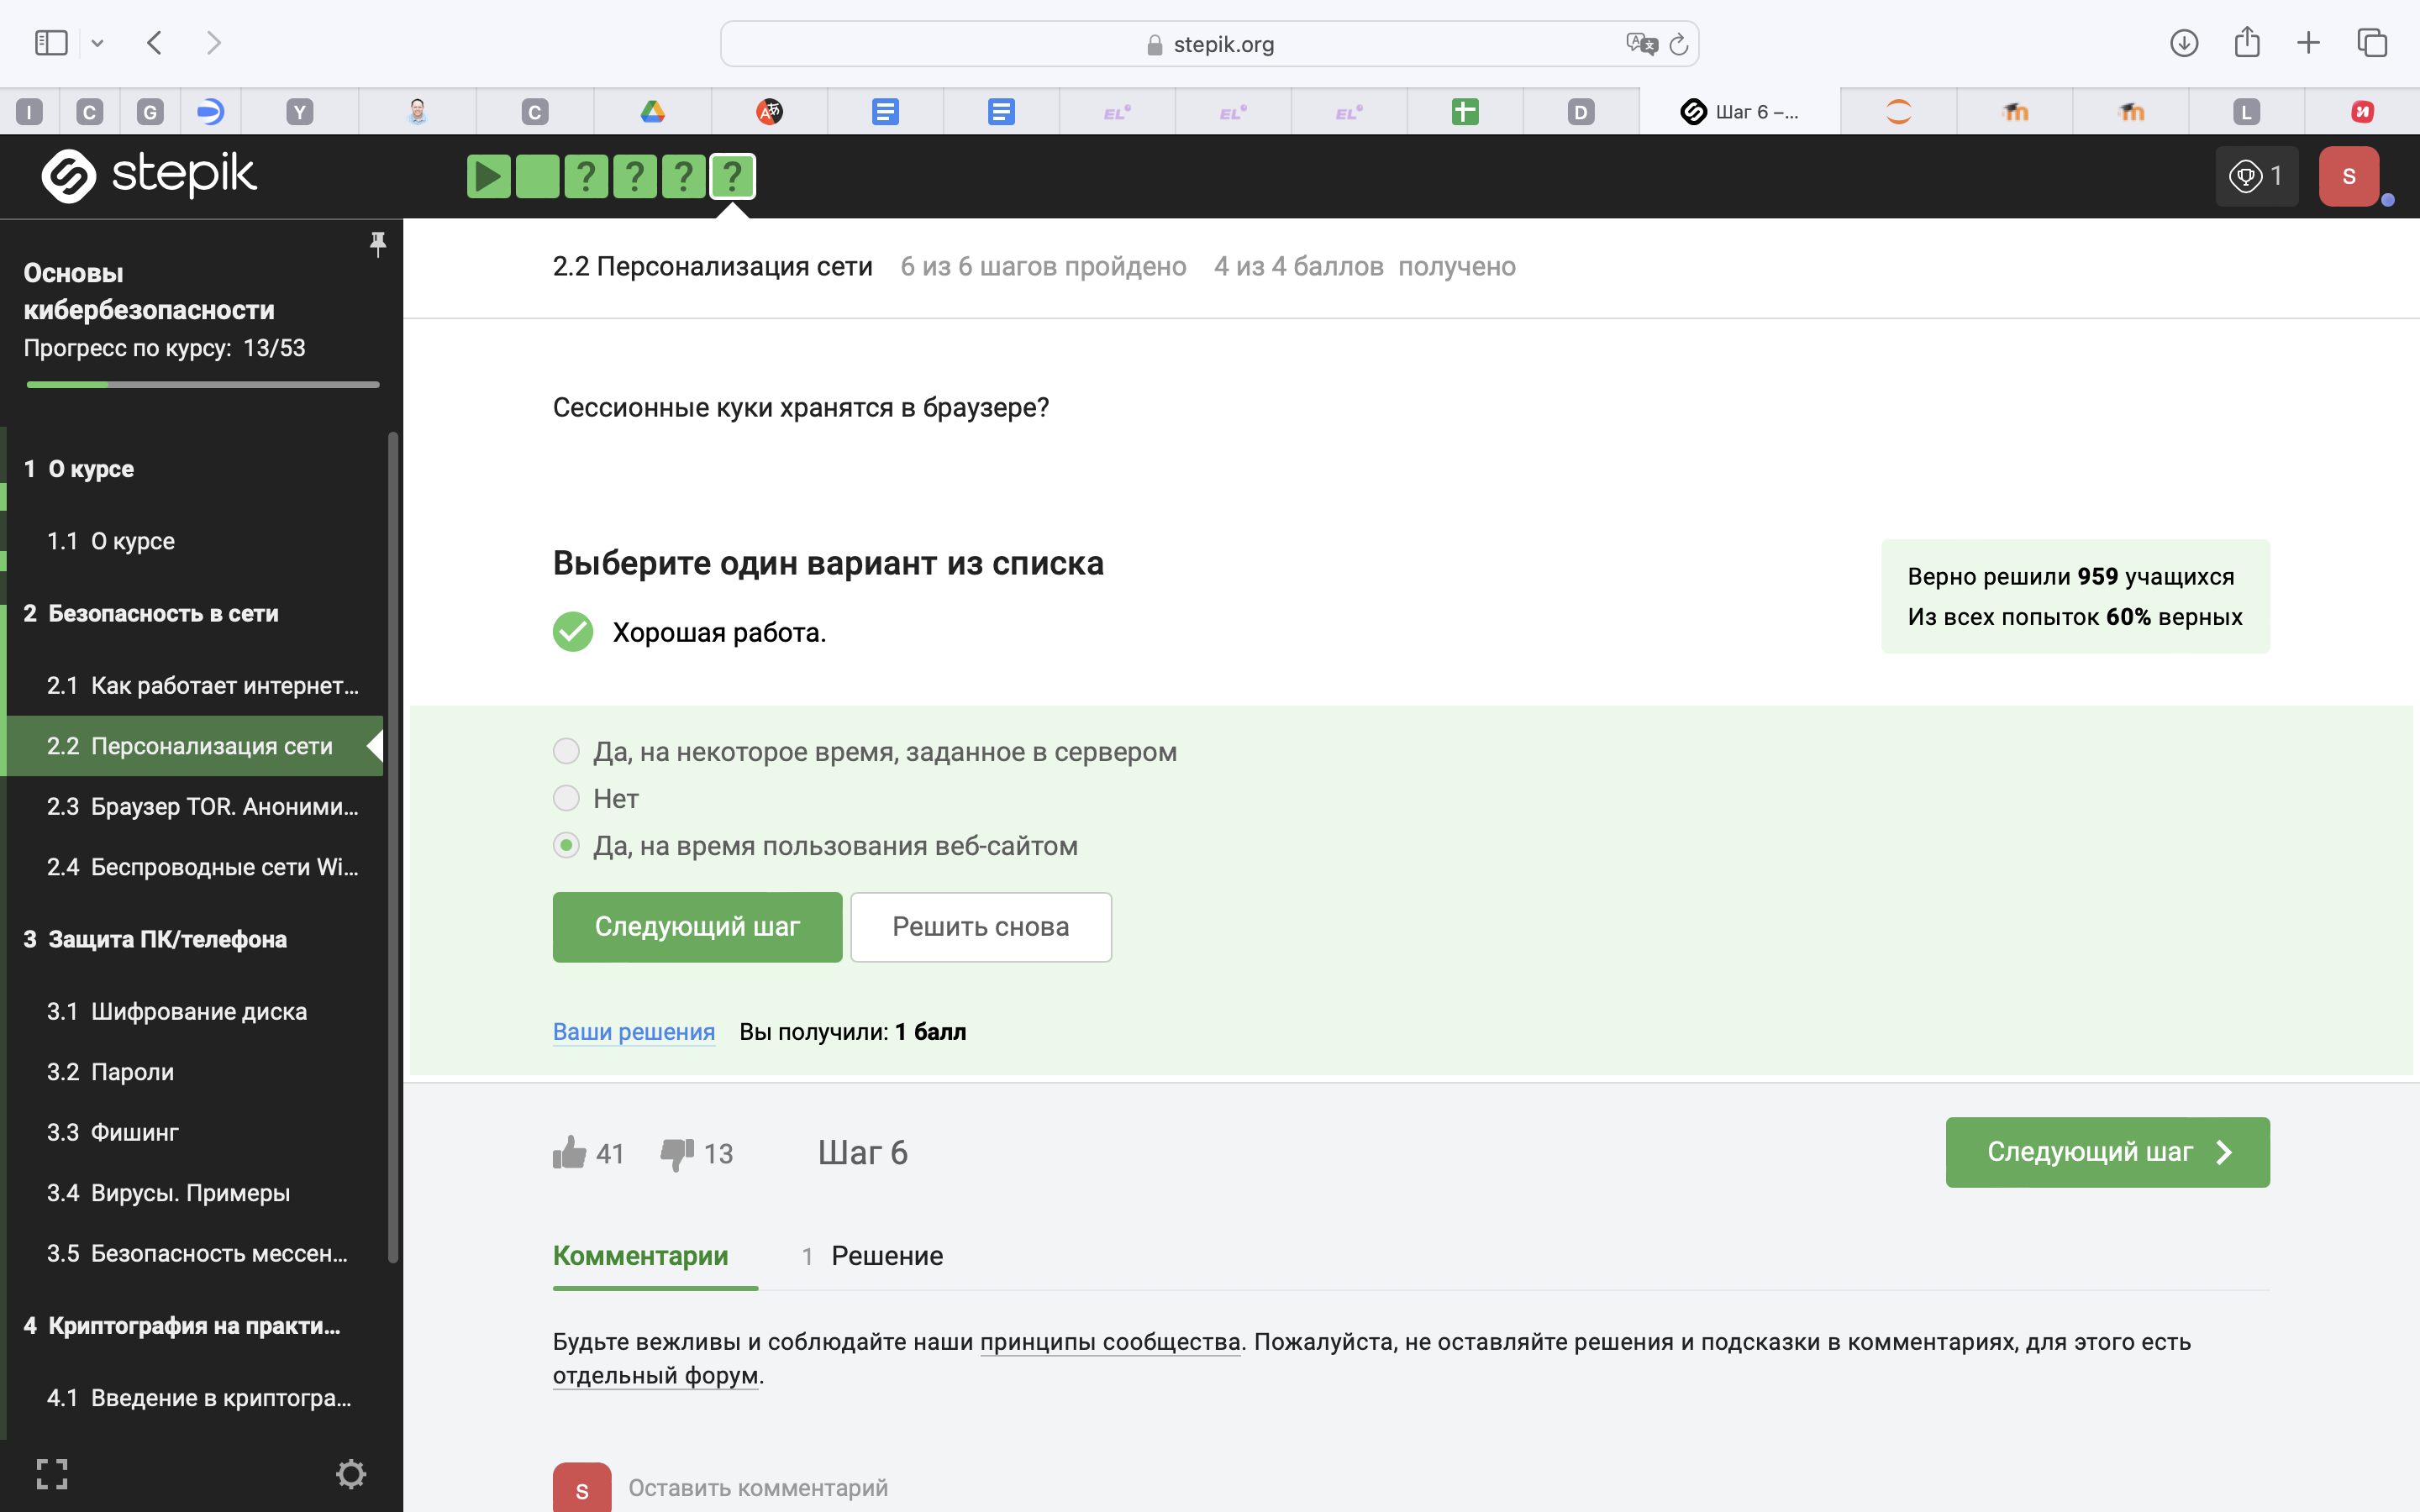 stepik.org
I
C
G
Y
C
EL
EL
EL
D
Шаг 6 –...
L
stepik
?
?
?
?
1
S
Основы
кибербезопасности
Прогресс по курсу: 13/53
1 О курсе
1.1 О курсе
2 Безопасность в сети
2.1 Как работает интернет...
2.2 Персонализация сети
2.3 Браузер TOR. Аноними...
2.4 Беспроводные сети Wi...
3 Защита ПК/телефона
3.1 Шифрование диска
3.2 Пароли
3.3 Фишинг
3.4 Вирусы. Примеры
3.5 Безопасность мессен...
4 Криптография на практи...
4.1 Введение в криптогра...
2.2 Персонализация сети 6 из 6 шагов пройдено 4 из 4 баллов получено
Сессионные куки хранятся в браузере?
Выберите один вариант из списка
Хорошая работа.
Верно решили 959 учащихся
Из всех попыток 60% верных
Да, на некоторое время, заданное в сервером
Нет
Да, на время пользования веб-сайтом
Следующий шаг
Решить снова
Ваши решения Вы получили: 1 балл
41 13 Шаг 6
Следующий шаг
Комментарии 1 Решение
Будьте вежливы и соблюдайте наши принципы сообщества. Пожалуйста, не оставляйте решения и подсказки в комментариях, для этого есть
отдельный форум.
S Оставить комментарий